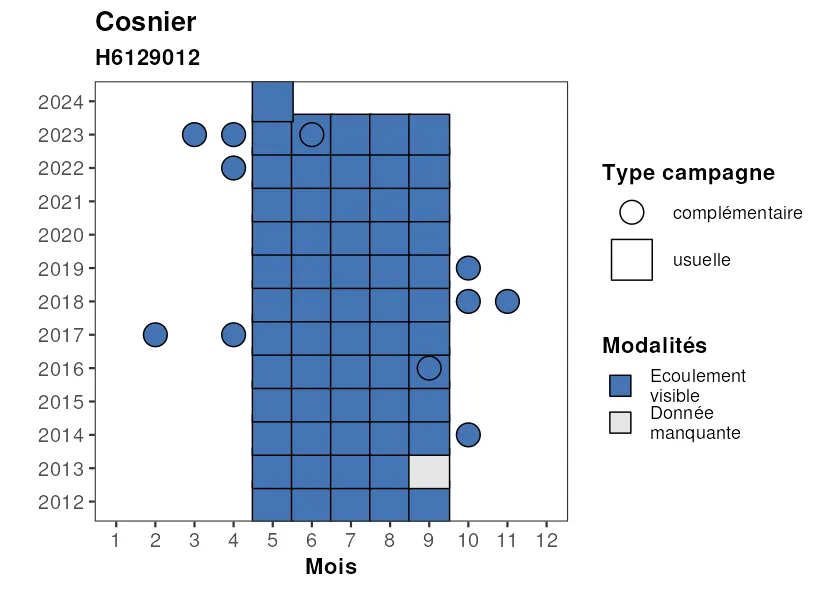 Cosnier
H6129012
2024
2023
2022
2021
2020
2019
2018
2017
2016
2015
2014
2013
2012
1 2 3 4 5 6 7 8 9 10 11 12
Mois
Type campagne
complémentaire
usuelle
Modalités
Ecoulement
visible
Donnée
manquante